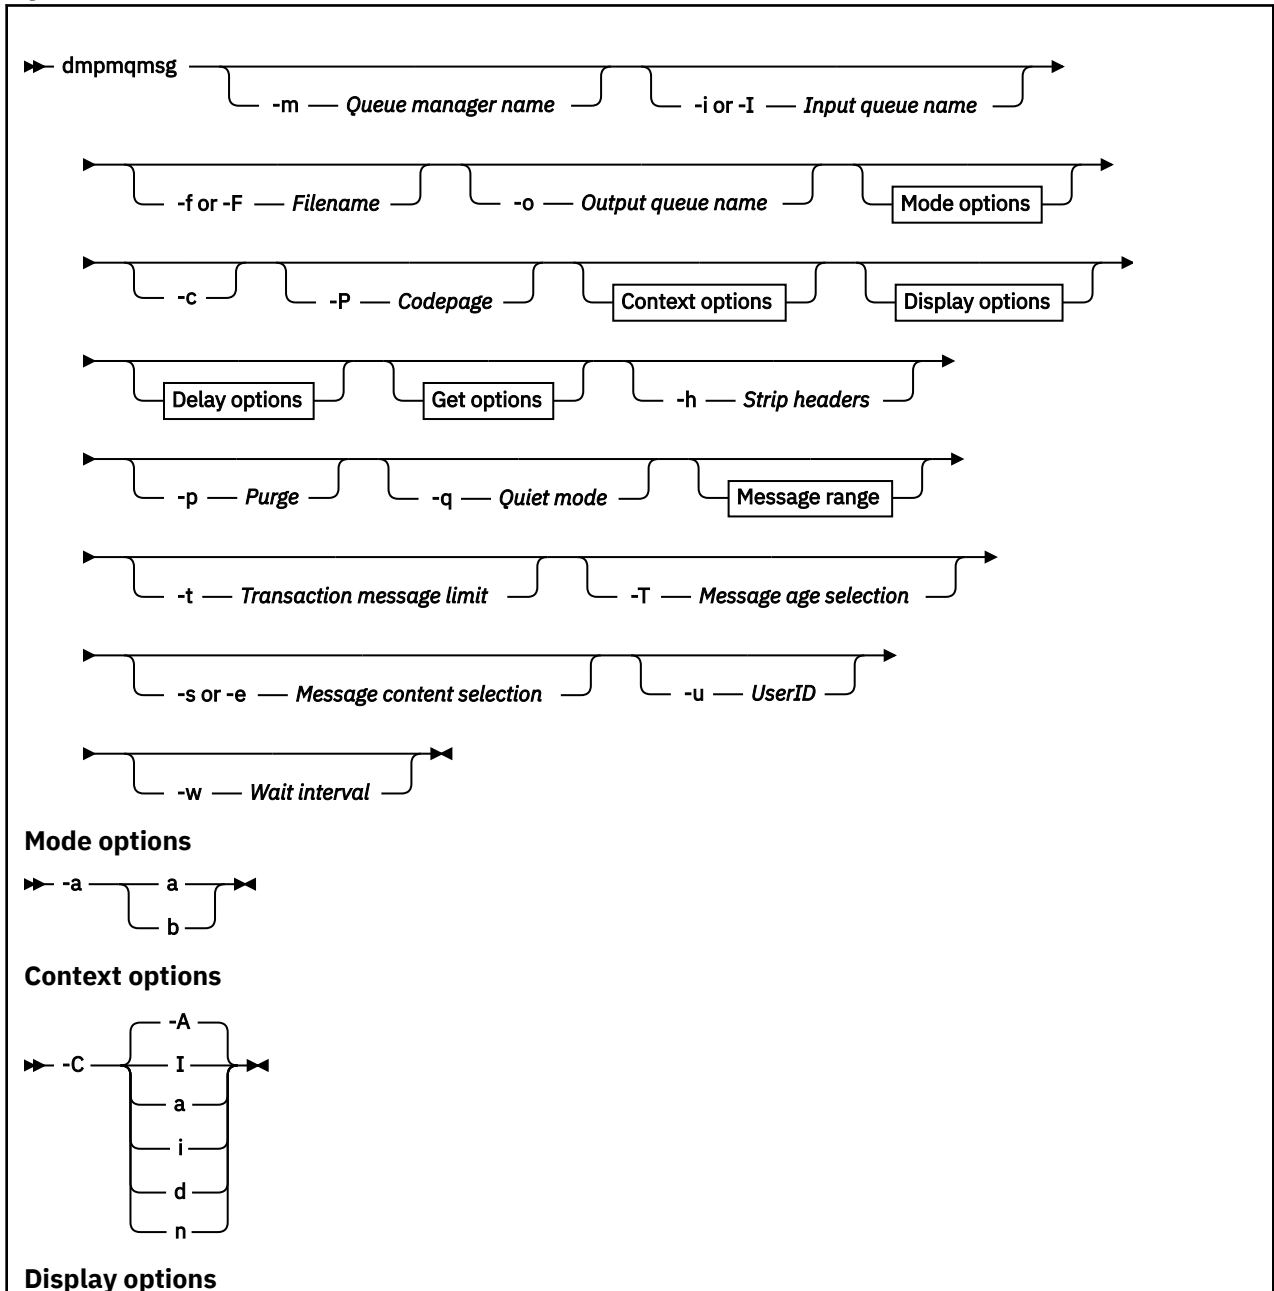 dmpmqmsg -m Queue manager name -i or -I Input queue name
-f or -F Filename -o Output queue name Mode options
-c -P Codepage Context options Display options
Delay options Get options -h Strip headers
-p Purge -q Quiet mode Message range
-t Transaction message limit -T Message age selection
-s or -e Message content selection -u UserID
-w Wait interval
Mode options
-a a
b
Context options
-A
-C I
a
i
d
n
Display options